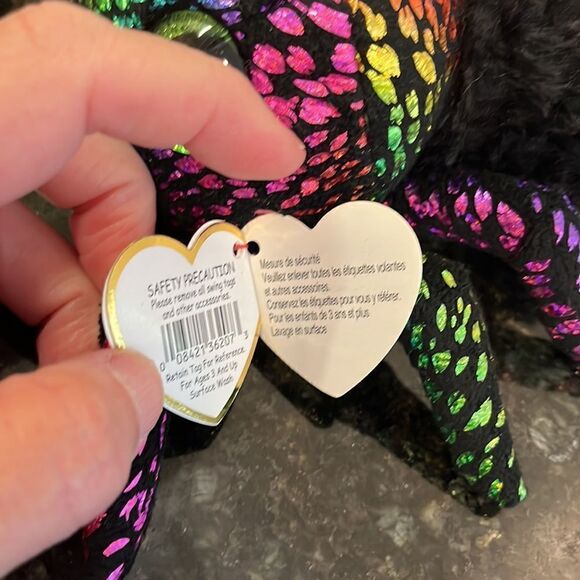 SAFETY PRECAUTION
Please remove all swing tags
and other accessories.
0 08421 36207 3
Retain Tag For Reference.
For Ages 3 And Up
Surface Wash
Mesure de sécurité
Veuillez enlever toutes les étiquettes volantes
et autres accessoires.
Conservez les étiquettes pour vous y référer.
Pour les enfants de 3 ans et plus
Lavage en surface